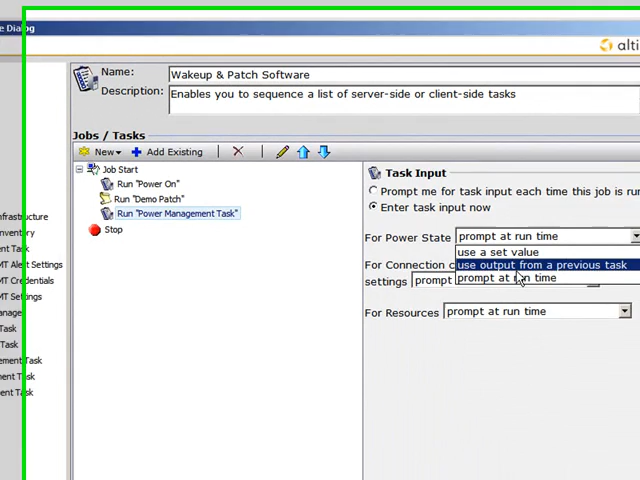 e Dialog
alti
Name:
Wakeup & Patch Software
Description:
Enables you to sequence a list of server-side or client-side tasks
Jobs / Tasks
New
Add Existing
Job Start
Run "Power On"
Run "Demo Patch"
Run "Power Management Task"
Stop
Task Input
Prompt me for task input each time this job is run
Enter task input now
For Power State
prompt at run time
use a set value
use output from a previous task
prompt at run time
For Connection c
settings
prompt
For Resources
prompt at run time
nfrastructure
nventory
ent Task
MT Alert Settings
MT Credentials
MT Settings
anage
Task
Task
ement Task
ent Task
ent Task